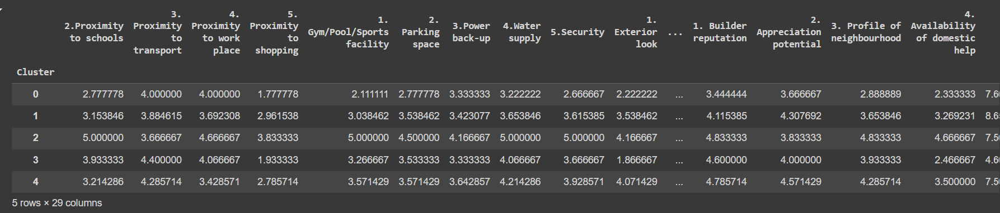 2.Proximity to schools 3. Proximity to transport 4. Proximity to work place 5. Proximity to shopping 1. Gym/Pool/Sports facility 2. Parking space 3.Power back-up 4.Water supply 5.Security 1. Exterior look ... 1. Builder reputation 2. Appreciation potential 3. Profile of neighbourhood 4. Availability of domestic help
Cluster
0 2.777778 4.000000 4.000000 1.777778 2.111111 2.777778 3.333333 3.222222 2.666667 2.222222 ... 3.444444 3.666667 2.888889 2.333333
1 3.153846 3.884615 3.692308 2.961538 3.038462 3.538462 3.423077 3.653846 3.615385 3.538462 ... 4.115385 4.307692 3.653846 3.269231
2 5.000000 3.666667 4.666667 3.833333 5.000000 4.500000 4.166667 5.000000 5.000000 4.166667 ... 4.833333 3.833333 4.833333 4.666667
3 3.933333 4.400000 4.066667 1.933333 3.266667 3.533333 3.333333 4.066667 3.666667 1.866667 ... 4.600000 4.000000 3.933333 2.466667
4 3.214286 4.285714 3.428571 2.785714 3.571429 3.571429 3.642857 4.214286 3.928571 4.071429 ... 4.785714 4.571429 4.285714 3.500000
5 rows × 29 columns